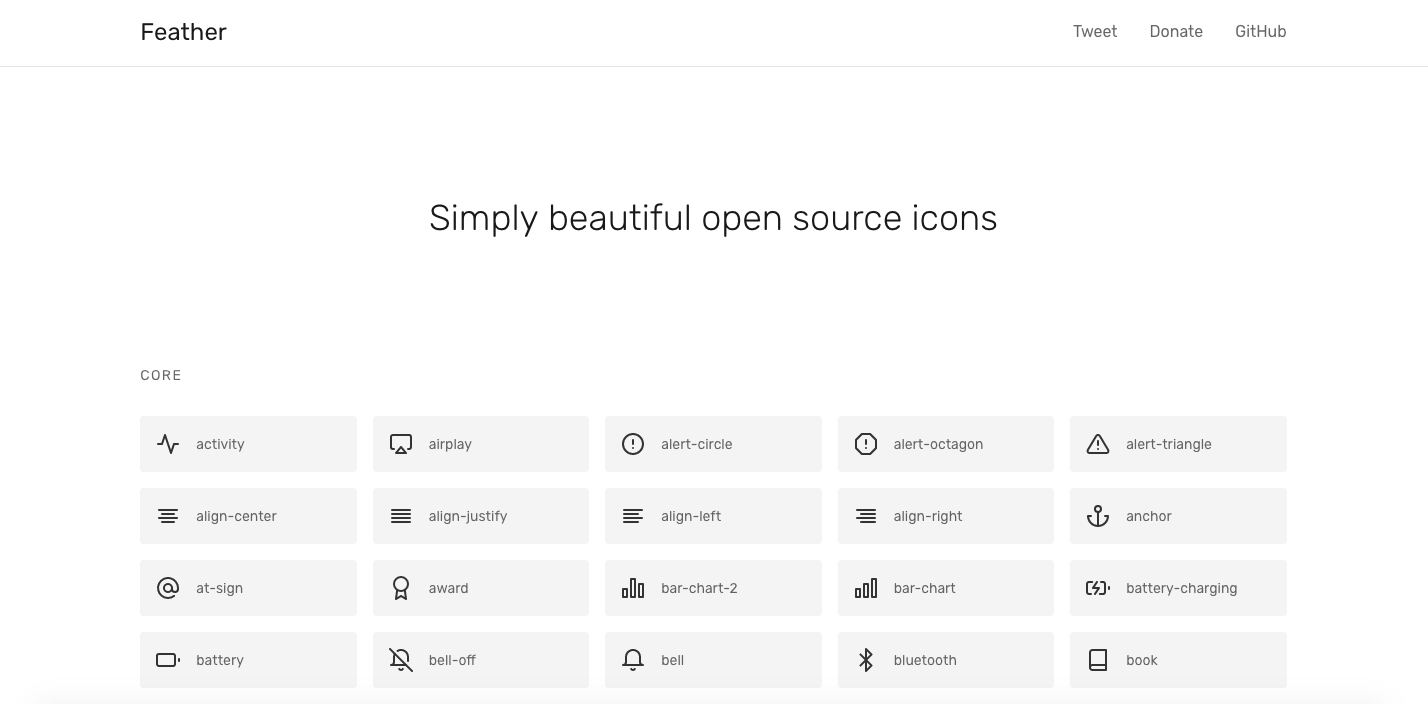 Feather
Tweet Donate GitHub
Simply beautiful open source icons
CORE
activity airplay alert-circle alert-octagon alert-triangle
align-center align-justify align-left align-right anchor
at-sign award bar-chart-2 bar-chart battery-charging
battery bell-off bell bluetooth book